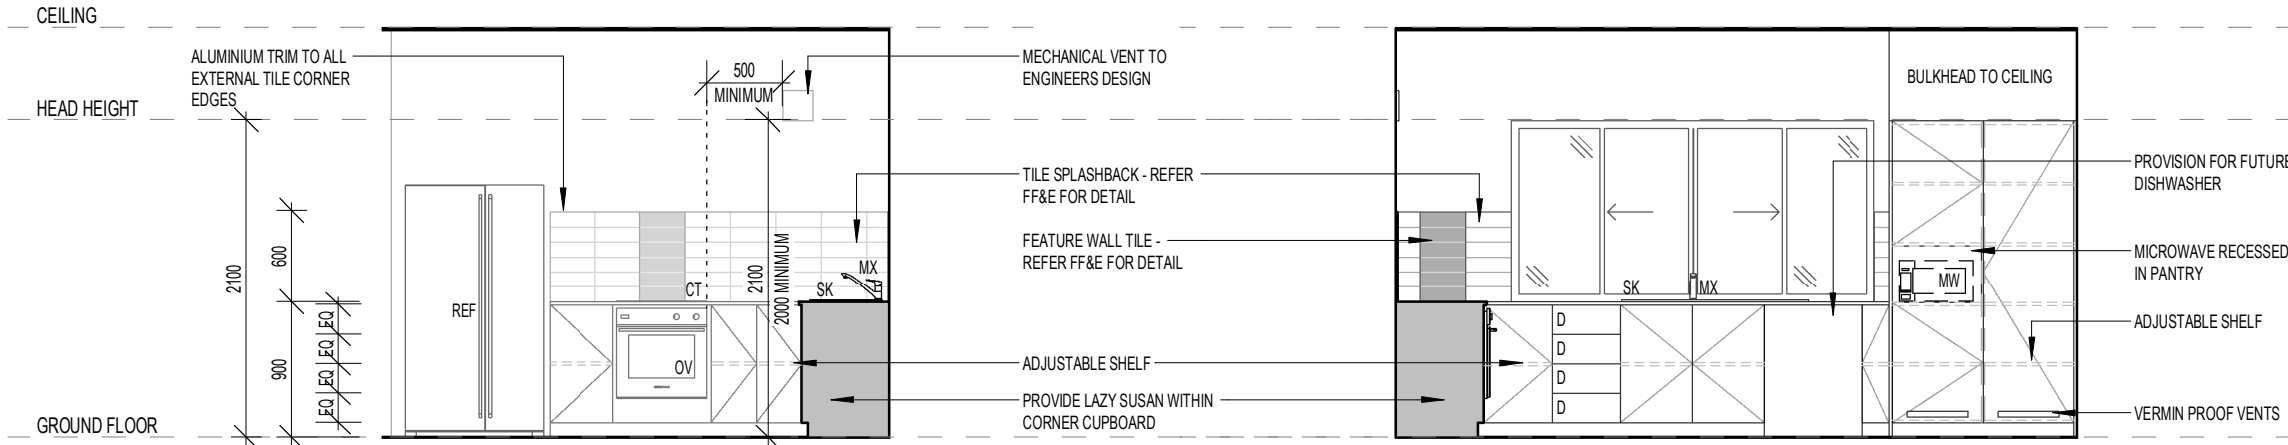 CEILING
ALUMINIUM TRIM TO ALL
EXTERNAL TILE CORNER
EDGES
500
MINIMUM
MECHANICAL VENT TO
ENGINEERS DESIGN
BULKHEAD TO CEILING
HEAD HEIGHT
TILE SPLASHBACK - REFER
FF&E FOR DETAIL
PROVISION FOR FUTURE
DISHWASHER
FEATURE WALL TILE -
REFER FF&E FOR DETAIL
MICROWAVE RECESSED
IN PANTRY
2100
600
900
EQ
EQ
EQ
EQ
REF
CT
OV
2100
2000 MINIMUM
SK
MX
SK
MX
MW
D
D
D
D
ADJUSTABLE SHELF
ADJUSTABLE SHELF
PROVIDE LAZY SUSAN WITHIN
CORNER CUPBOARD
VERMIN PROOF VENTS
GROUND FLOOR